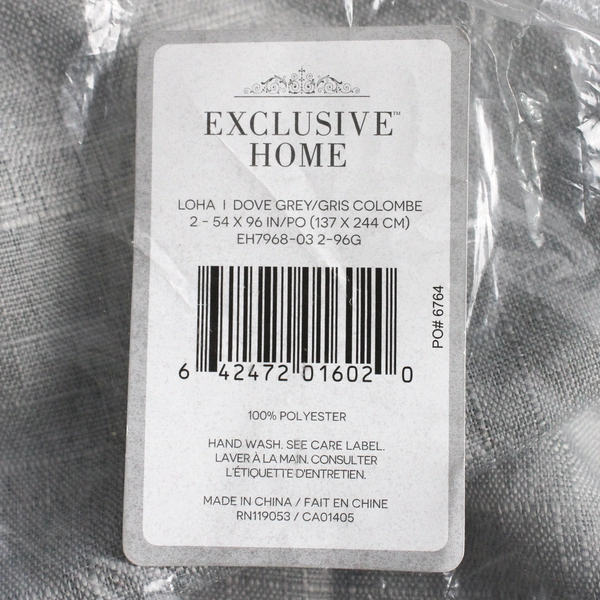 EXCLUSIVE™
HOME
LOHA | DOVE GREY/GRIS COLOMBE
2 - 54 X 96 IN/PO (137 X 244 CM)
EH7968-03 2-96G
6 42472 01602 0
PO# 6764
100% POLYESTER
HAND WASH. SEE CARE LABEL.
LAVER À LA MAIN. CONSULTER
L'ÉTIQUETTE D'ENTRETIEN.
MADE IN CHINA / FAIT EN CHINE
RN119053 / CA01405